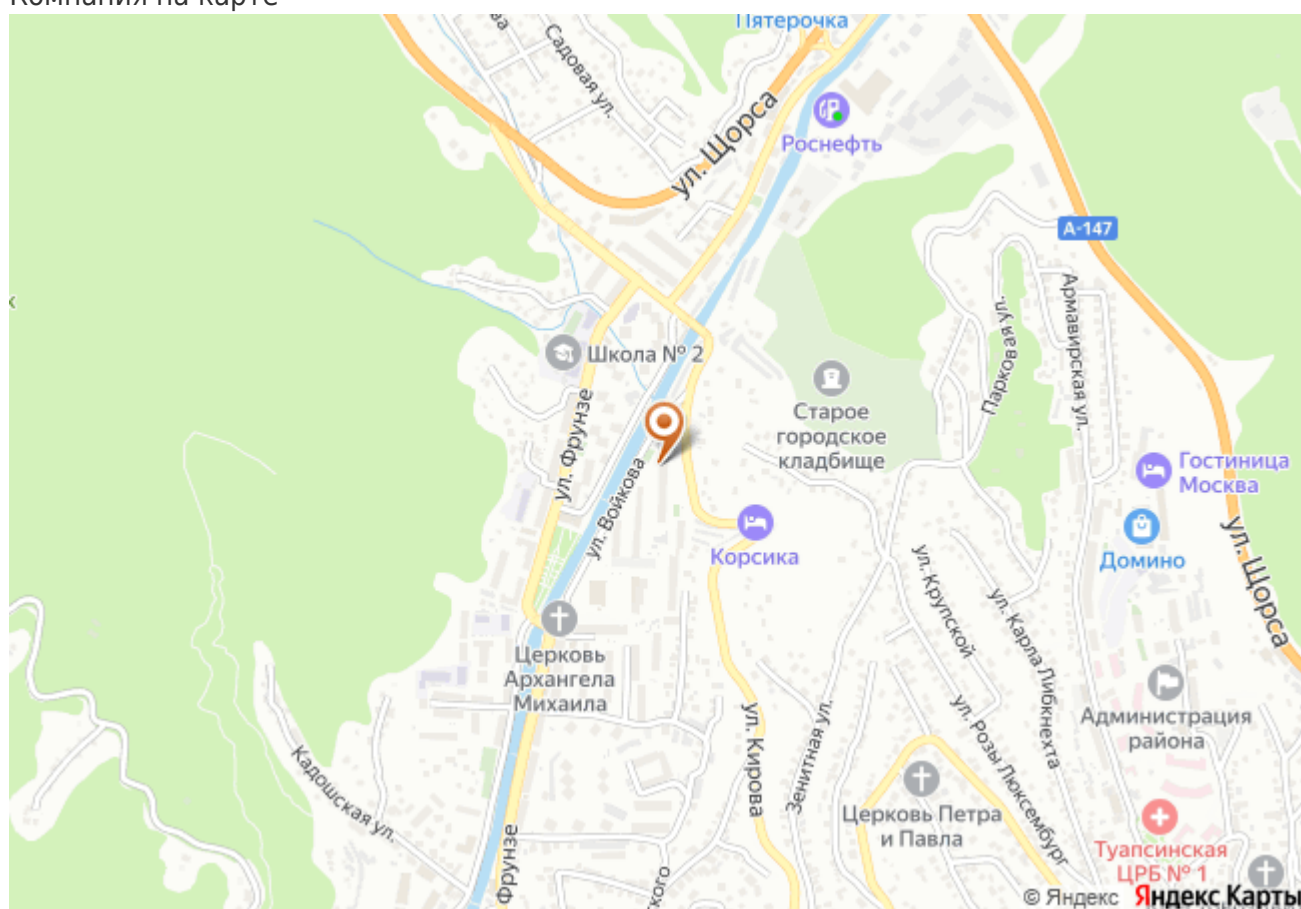 Компания на карте
Пятерочка
Садовая ул.
ул. Щорса
Роснефть
А-147
Армавирская ул.
Парковая ул.
Школа № 2
Старое
городское
кладбище
ул. Фрунзе
ул. Войкова
Гостиница
Москва
Корсика
Домино
ул. Щорса
ул. Крупской
ул. Карла Либкнехта
Церковь
Архангела
Михаила
ул. Розы Люксембург
Администрация
района
ул. Кирова
Зенитная ул.
Кадошская ул.
Церковь Петра
и Павла
Туапсинская
ЦРБ № 1
Фрунзе
© Яндекс Яндекс Карты